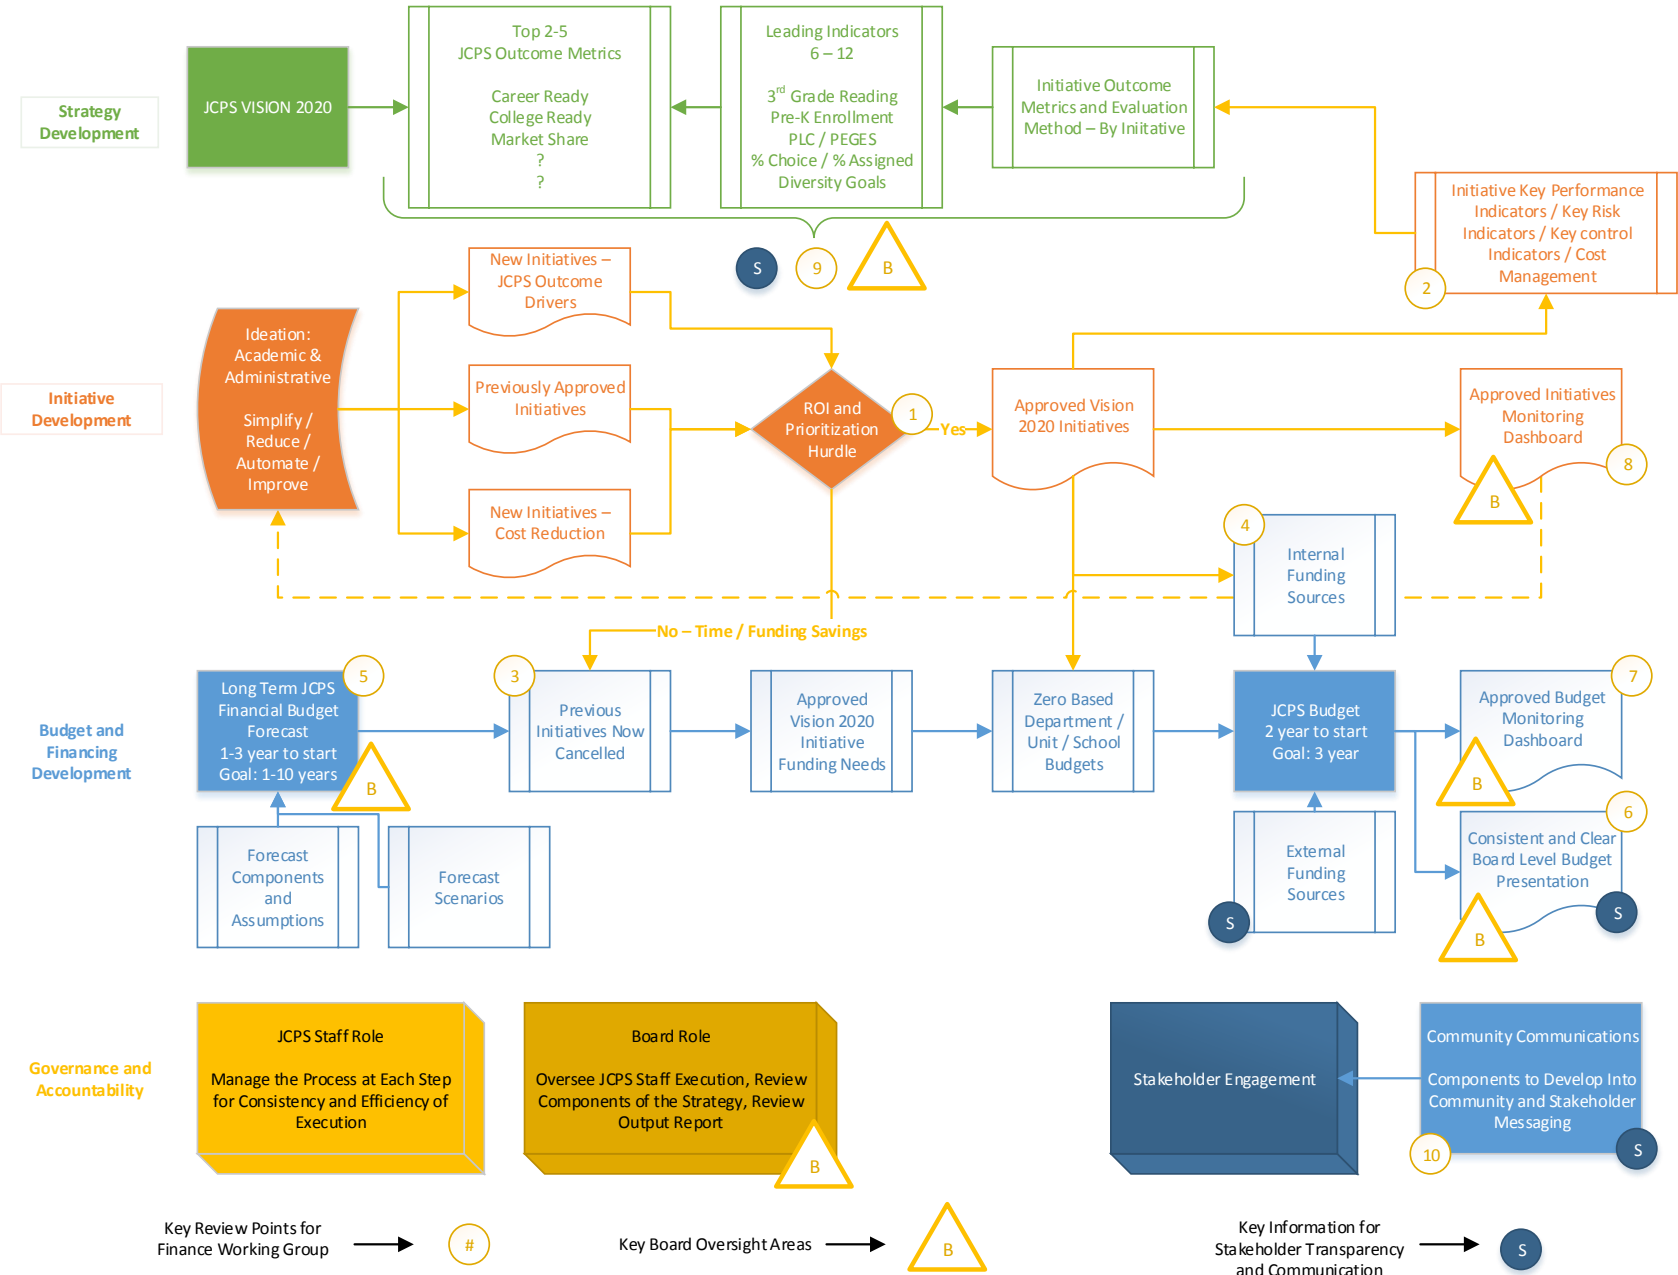 Strategy
Development
JCPS VISION 2020
Top 2-5
JCPS Outcome Metrics
Career Ready
College Ready
Market Share
?
?
Leading Indicators
6 – 12
3rd Grade Reading
Pre-K Enrollment
PLC / PEGES
% Choice / % Assigned
Diversity Goals
Initiative Outcome
Metrics and Evaluation
Method – By Iniitative
Initiative Key Performance
Indicators / Key Risk
Indicators / Key control
Indicators / Cost
Management
2
S
9
B
Initiative
Development
Ideation:
Academic &
Administrative
Simplify /
Reduce /
Automate /
Improve
New Initiatives –
JCPS Outcome
Drivers
Previously Approved
Initiatives
New Initiatives –
Cost Reduction
ROI and
Prioritization
Hurdle
1
Yes
Approved Vision
2020 Initiatives
Approved Initiatives
Monitoring
Dashboard
B
8
4
Internal
Funding
Sources
No – Time / Funding Savings
Budget and
Financing
Development
Long Term JCPS
Financial Budget
Forecast
1-3 year to start
Goal: 1-10 years
5
B
3
Previous
Initiatives Now
Cancelled
Approved
Vision 2020
Initiative
Funding Needs
Zero Based
Department /
Unit / School
Budgets
JCPS Budget
2 year to start
Goal: 3 year
7
Approved Budget
Monitoring
Dashboard
B
Forecast
Components
and
Assumptions
Forecast
Scenarios
External
Funding
Sources
S
6
Consistent and Clear
Board Level Budget
Presentation
B
S
Governance and
Accountability
JCPS Staff Role
Manage the Process at Each Step
for Consistency and Efficiency of
Execution
Board Role
Oversee JCPS Staff Execution, Review
Components of the Strategy, Review
Output Report
B
Stakeholder Engagement
Community Communications
Components to Develop Into
Community and Stakeholder
Messaging
10
S
Key Review Points for
Finance Working Group
#
Key Board Oversight Areas
B
Key Information for
Stakeholder Transparency
and Communication
S